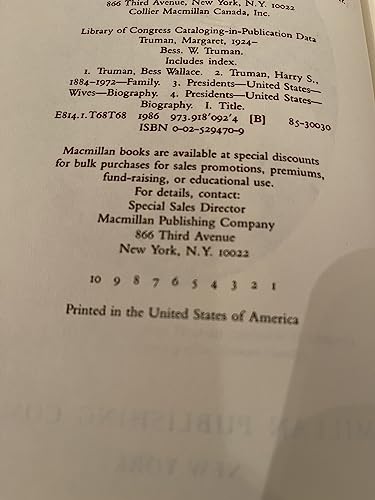 866 Third Avenue, New York, N.Y. 10022
Collier Macmillan Canada, Inc.
Library of Congress Cataloging-in-Publication Data
Truman, Margaret, 1924–
Bess. W. Truman.
Includes index.
1. Truman, Bess Wallace. 2. Truman, Harry S.,
1884–1972—Family. 3. Presidents—United States—
Wives—Biography. 4. Presidents—United States—
Biography. I. Title.
E814.1.T68T68 1986 973.918'092'4 [B] 85-30030
ISBN 0-02-529470-9
Macmillan books are available at special discounts
for bulk purchases for sales promotions, premiums,
fund-raising, or educational use.
For details, contact:
Special Sales Director
Macmillan Publishing Company
866 Third Avenue
New York, N.Y. 10022
10 9 8 7 6 5 4 3 2 1
Printed in the United States of America